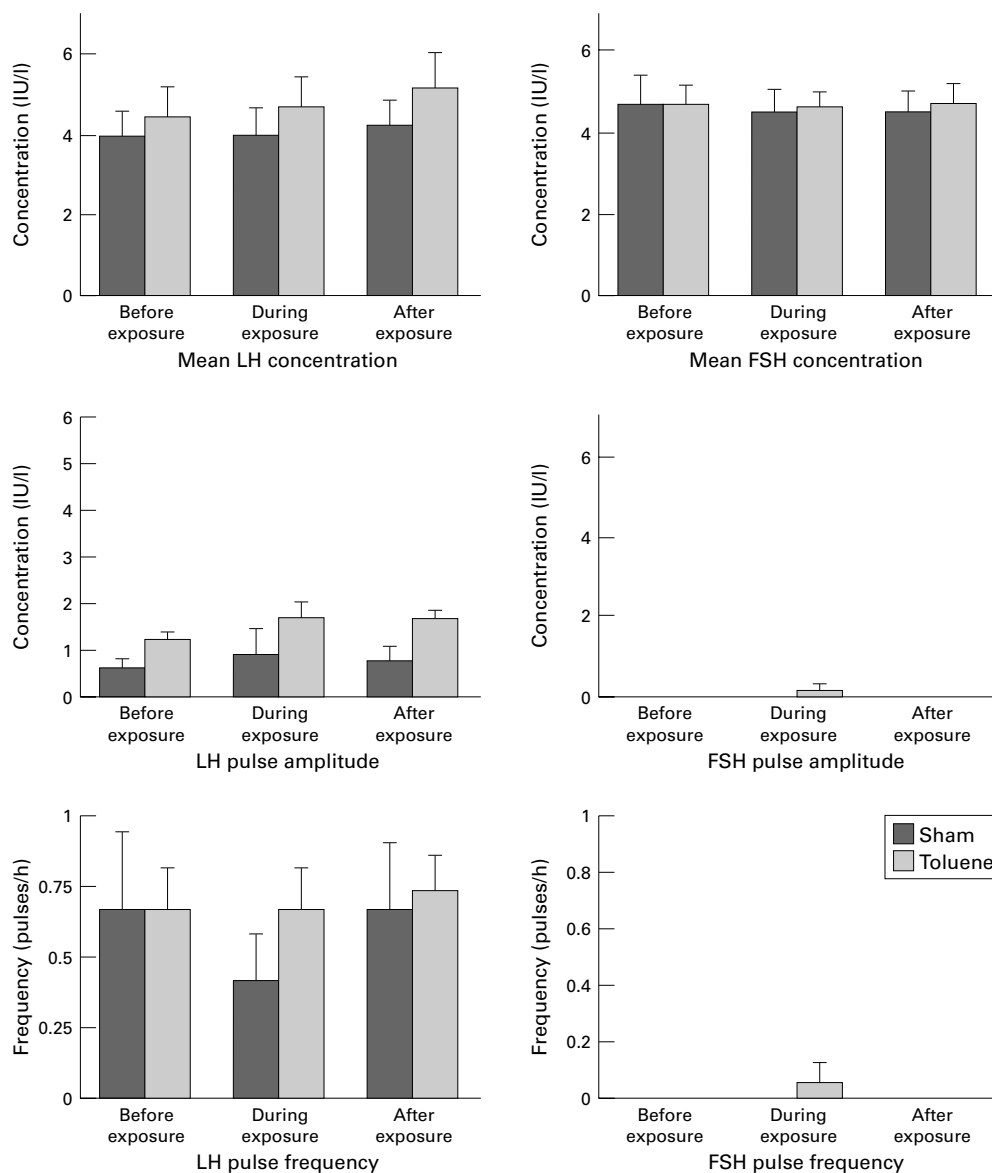 Concentration (IU/l)
6
4
2
0
Before
exposure
During
exposure
After
exposure
Mean LH concentration
Concentration (IU/l)
6
4
2
0
Before
exposure
During
exposure
After
exposure
Mean FSH concentration
Concentration (IU/l)
6
5
4
3
2
1
0
Before
exposure
During
exposure
After
exposure
LH pulse amplitude
Concentration (IU/l)
6
4
2
0
Before
exposure
During
exposure
After
exposure
FSH pulse amplitude
Frequency (pulses/h)
1
0.75
0.5
0.25
0
Before
exposure
During
exposure
After
exposure
LH pulse frequency
Frequency (pulses/h)
1
0.8
0.6
0.4
0.2
0
Sham
Toluene
Before
exposure
During
exposure
After
exposure
FSH pulse frequency